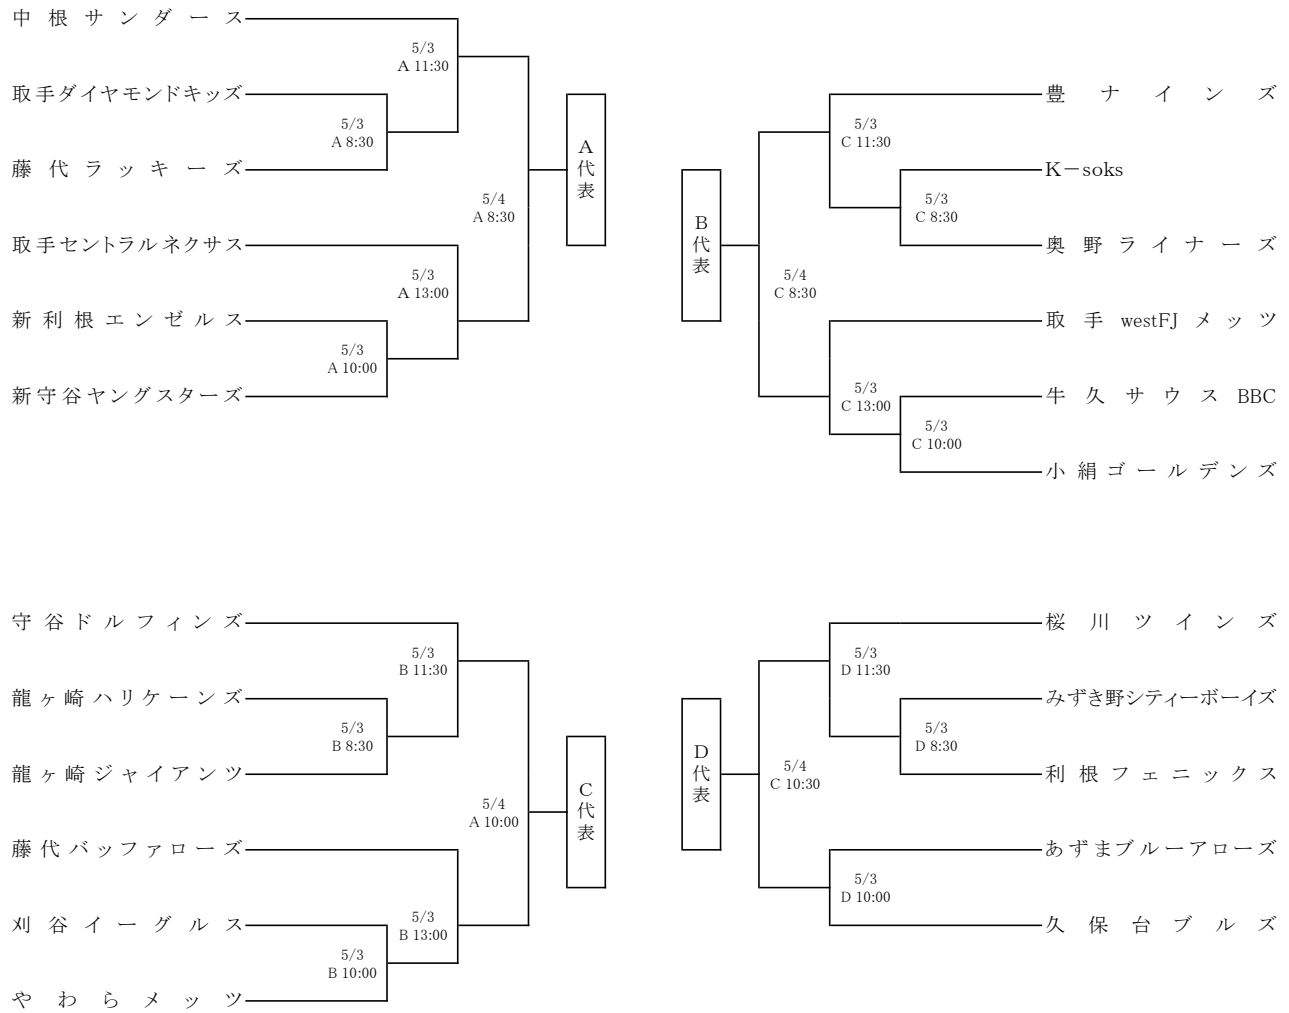 中根サンダース
5/3
A 11:30
取手ダイヤモンドキッズ
5/3
A 8:30
藤代ラッキーズ
A代表
5/4
A 8:30
取手セントラルネクサス
5/3
A 13:00
新利根エンゼルス
5/3
A 10:00
新守谷ヤングスターズ
豊ナインズ
5/3
C 11:30
K－soks
5/3
C 8:30
奥野ライナーズ
B代表
5/4
C 8:30
取手westFJメッツ
5/3
C 13:00
牛久サウスBBC
5/3
C 10:00
小絹ゴールデンズ
守谷ドルフィンズ
5/3
B 11:30
龍ヶ崎ハリケーンズ
5/3
B 8:30
龍ヶ崎ジャイアンツ
C代表
5/4
A 10:00
藤代バッファローズ
5/3
B 13:00
刈谷イーグルス
5/3
B 10:00
やわらメッツ
桜川ツインズ
5/3
D 11:30
みずき野シティーボーイズ
5/3
D 8:30
利根フェニックス
D代表
5/4
C 10:30
あずまブルーアローズ
5/3
D 10:00
久保台ブルズ